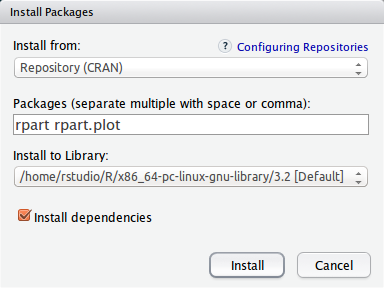 Install Packages
Install from:
? Configuring Repositories
Repository (CRAN)
Packages (separate multiple with space or comma):
rpart rpart.plot
Install to Library:
/home/rstudio/R/x86_64-pc-linux-gnu-library/3.2 [Default]
Install dependencies
Install Cancel